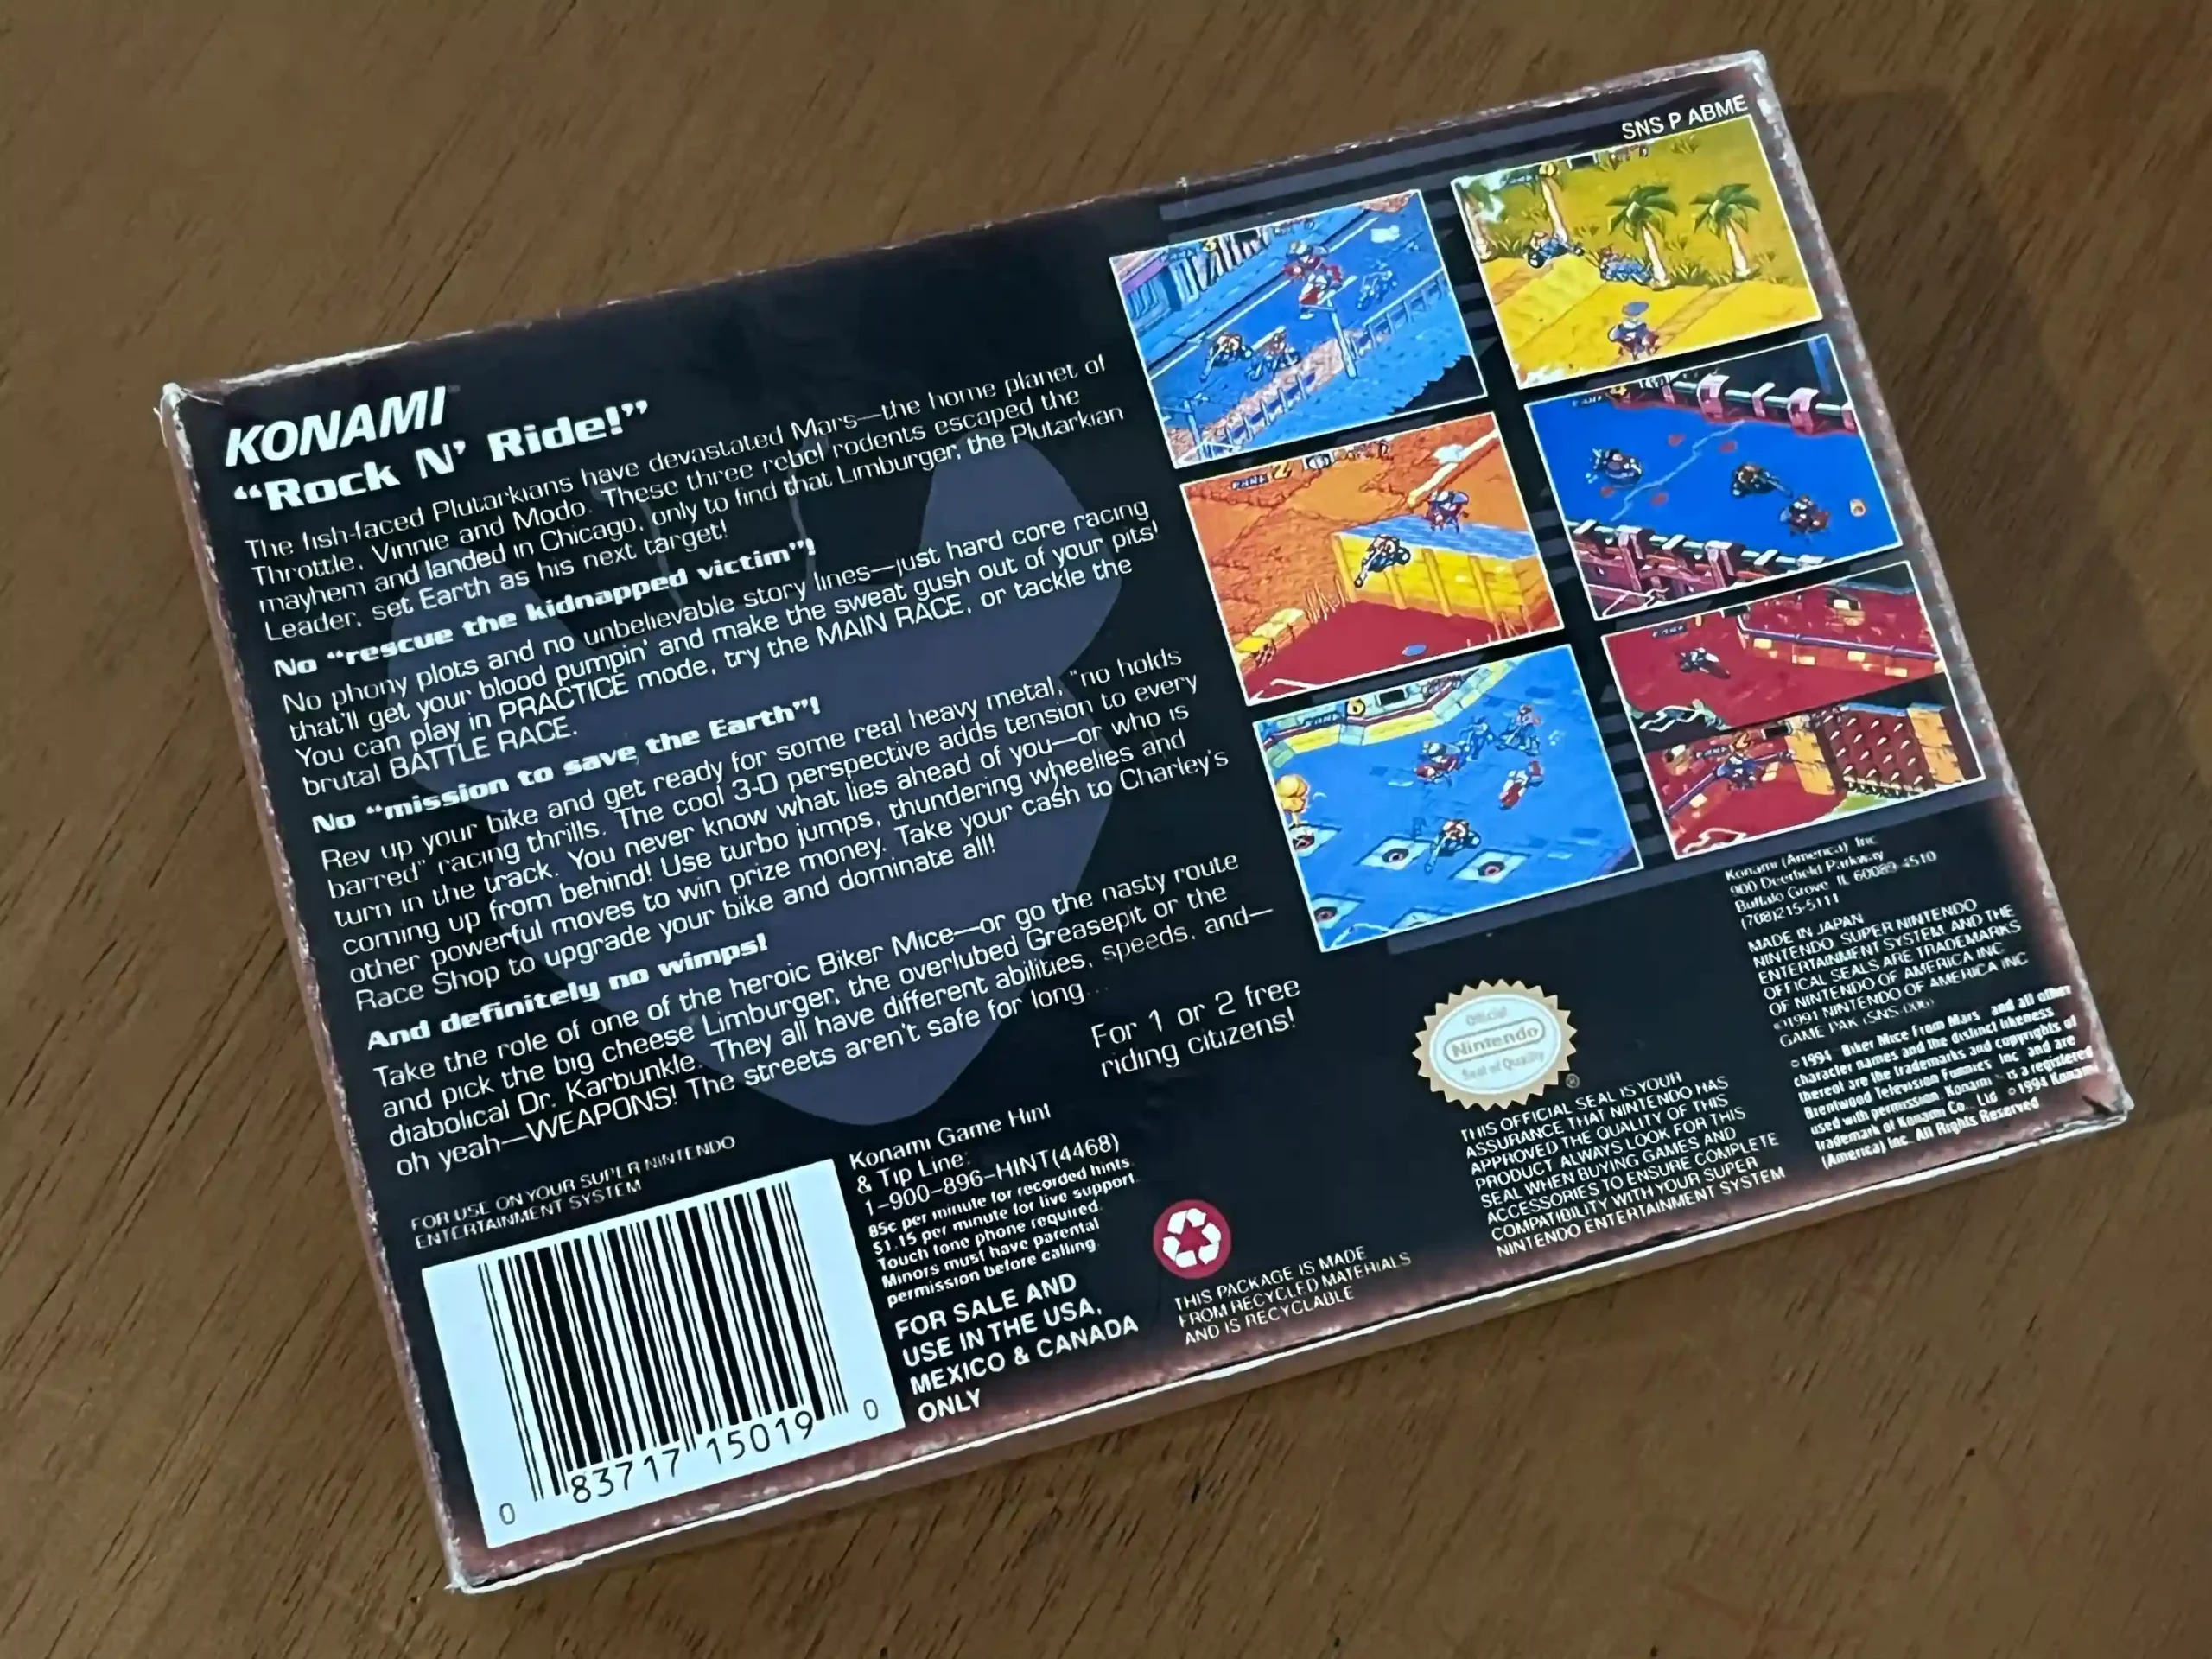 SNS P ABME
KONAMI
“Rock N’ Ride!”
The fish-faced Plutarkians have devastated Mars—the home planet of
Throttle, Vinnie and Modo. These three rebel rodents escaped the
mayhem and landed in Chicago, only to find that Limburger, the Plutarkian
Leader, set Earth as his next target!
No “rescue the kidnapped victim”!
No phony plots and no unbelievable story lines—just hard core racing
that'll get your blood pumpin' and make the sweat gush out of your pits!
You can play in PRACTICE mode, try the MAIN RACE, or tackle the
brutal BATTLE RACE.
No “mission to save the Earth”!
Rev up your bike and get ready for some real heavy metal, “no holds
barred” racing thrills. The cool 3-D perspective adds tension to every
turn in the track. You never know what lies ahead of you—or who is
coming up from behind! Use turbo jumps, thundering wheelies and
other powerful moves to win prize money. Take your cash to Charley's
Race Shop to upgrade your bike and dominate all!
And definitely no wimps!
Take the role of one of the heroic Biker Mice—or go the nasty route
and pick the big cheese Limburger, the overlubed Greasepit or the
diabolical Dr. Karbunkle. They all have different abilities, speeds, and—
oh yeah—WEAPONS! The streets aren't safe for long...
For 1 or 2 free
riding citizens!
FOR USE ON YOUR SUPER NINTENDO
ENTERTAINMENT SYSTEM
0 83717 15019 0
Konami Game Hint
& Tip Line:
1-900-896-HINT(4468)
85c per minute for recorded hints.
$1.15 per minute for live support.
Touch tone phone required.
Minors must have parental
permission before calling.
FOR SALE AND
USE IN THE USA,
MEXICO & CANADA
ONLY
THIS PACKAGE IS MADE
FROM RECYCLED MATERIALS
AND IS RECYCLABLE
Official
Nintendo
Seal of Quality
®
THIS OFFICIAL SEAL IS YOUR
ASSURANCE THAT NINTENDO HAS
APPROVED THE QUALITY OF THIS
PRODUCT ALWAYS LOOK FOR THIS
SEAL WHEN BUYING GAMES AND
ACCESSORIES TO ENSURE COMPLETE
COMPATIBILITY WITH YOUR SUPER
NINTENDO ENTERTAINMENT SYSTEM
Konami (America) Inc
900 Deerfield Parkway
Buffalo Grove IL 60089-4510
(708)215-5111
MADE IN JAPAN
NINTENDO SUPER NINTENDO
ENTERTAINMENT SYSTEM AND THE
OFFICIAL SEALS ARE TRADEMARKS
OF NINTENDO OF AMERICA INC
©1991 NINTENDO OF AMERICA INC
GAME PAK (SNS-006)
©1994 Biker Mice From Mars and all other
character names and the distinct likeness
thereof are the trademarks and copyrights of
Brentwood Television Funnies Inc and are
used with permission. Konami is a registered
trademark of Konami Co., Ltd ©1994 Konami
(America) Inc. All Rights Reserved